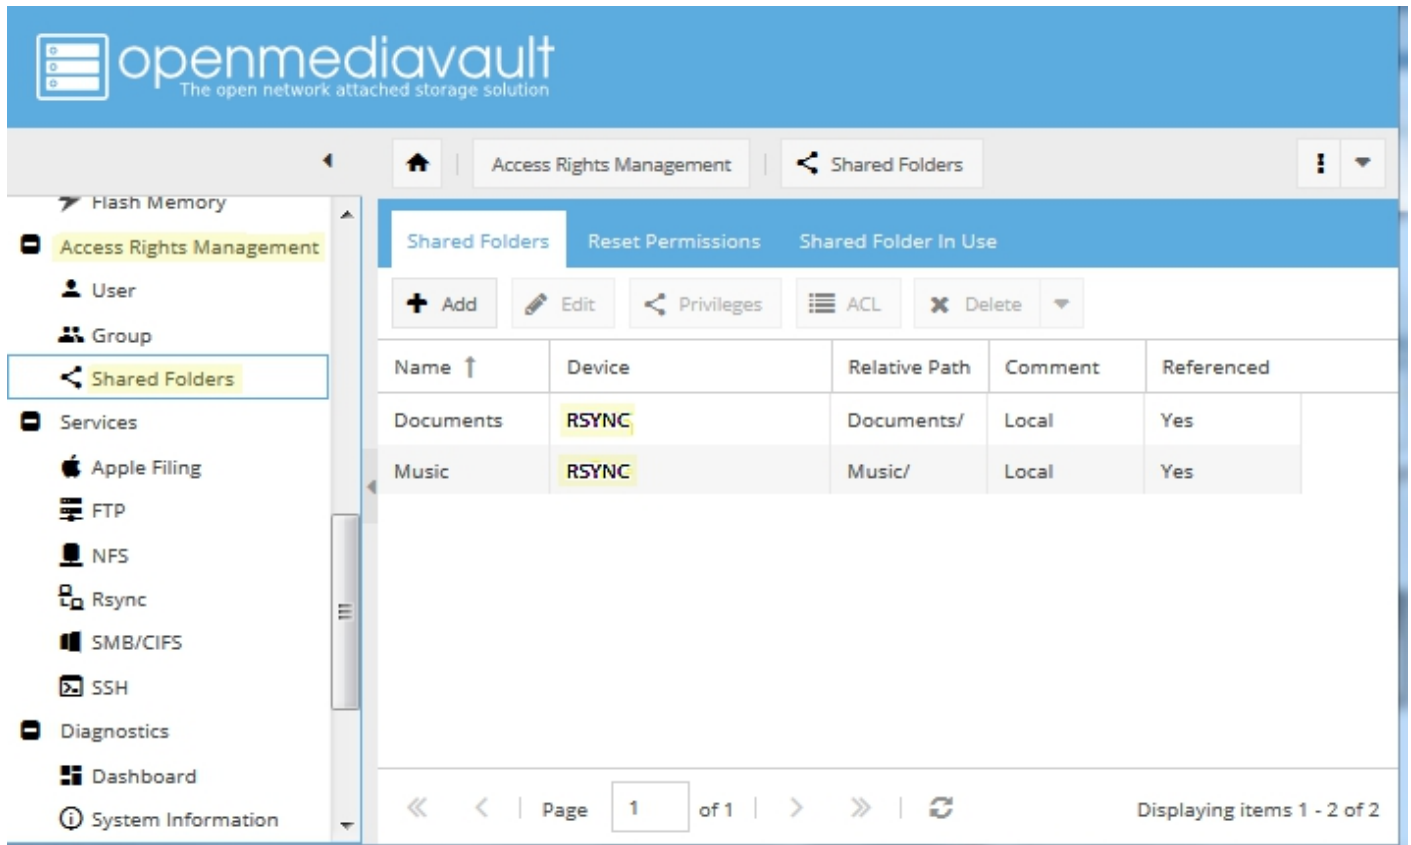 openmediavault
The open network attached storage solution
Access Rights Management
Shared Folders
Flash Memory
Access Rights Management
User
Group
Shared Folders
Services
Apple Filing
FTP
NFS
Rsync
SMB/CIFS
SSH
Diagnostics
Dashboard
System Information
Shared Folders Reset Permissions Shared Folder In Use
Add Edit Privileges ACL Delete
Name Device Relative Path Comment Referenced
Documents RSYNC Documents/ Local Yes
Music RSYNC Music/ Local Yes
Page 1 of 1 Displaying items 1 - 2 of 2